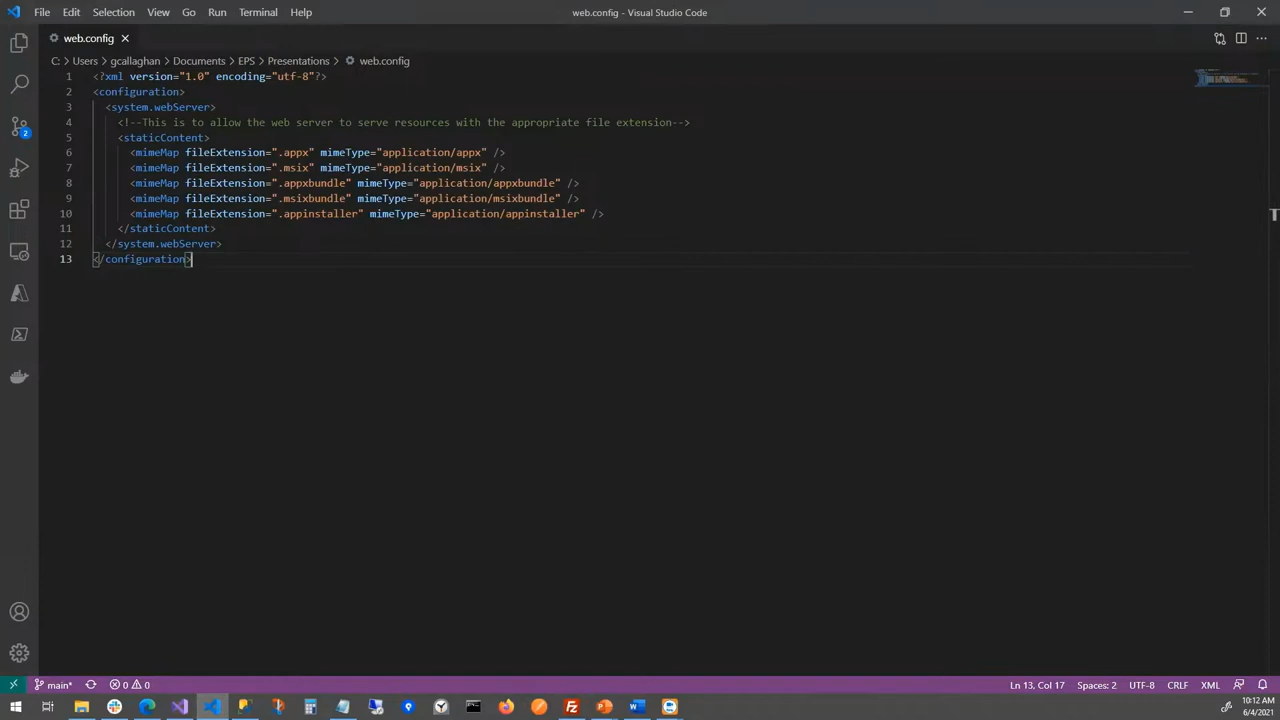 File Edit Selection View Go Run Terminal Help web.config - Visual Studio Code
web.config
C: > Users > gcallaghan > Documents > EPS > Presentations > web.config
1 <?xml version="1.0" encoding="utf-8"?>
2 <configuration>
3 <system.webServer>
4 <!--This is to allow the web server to serve resources with the appropriate file extension-->
5 <staticContent>
6 <mimeMap fileExtension=".appx" mimeType="application/appx" />
7 <mimeMap fileExtension=".msix" mimeType="application/msix" />
8 <mimeMap fileExtension=".appxbundle" mimeType="application/appxbundle" />
9 <mimeMap fileExtension=".msixbundle" mimeType="application/msixbundle" />
10 <mimeMap fileExtension=".appinstaller" mimeType="application/appinstaller" />
11 </staticContent>
12 </system.webServer>
13 </configuration>
2
main* 0 0 Ln 13, Col 17 Spaces: 2 UTF-8 CRLF XML
10:12 AM
6/4/2021